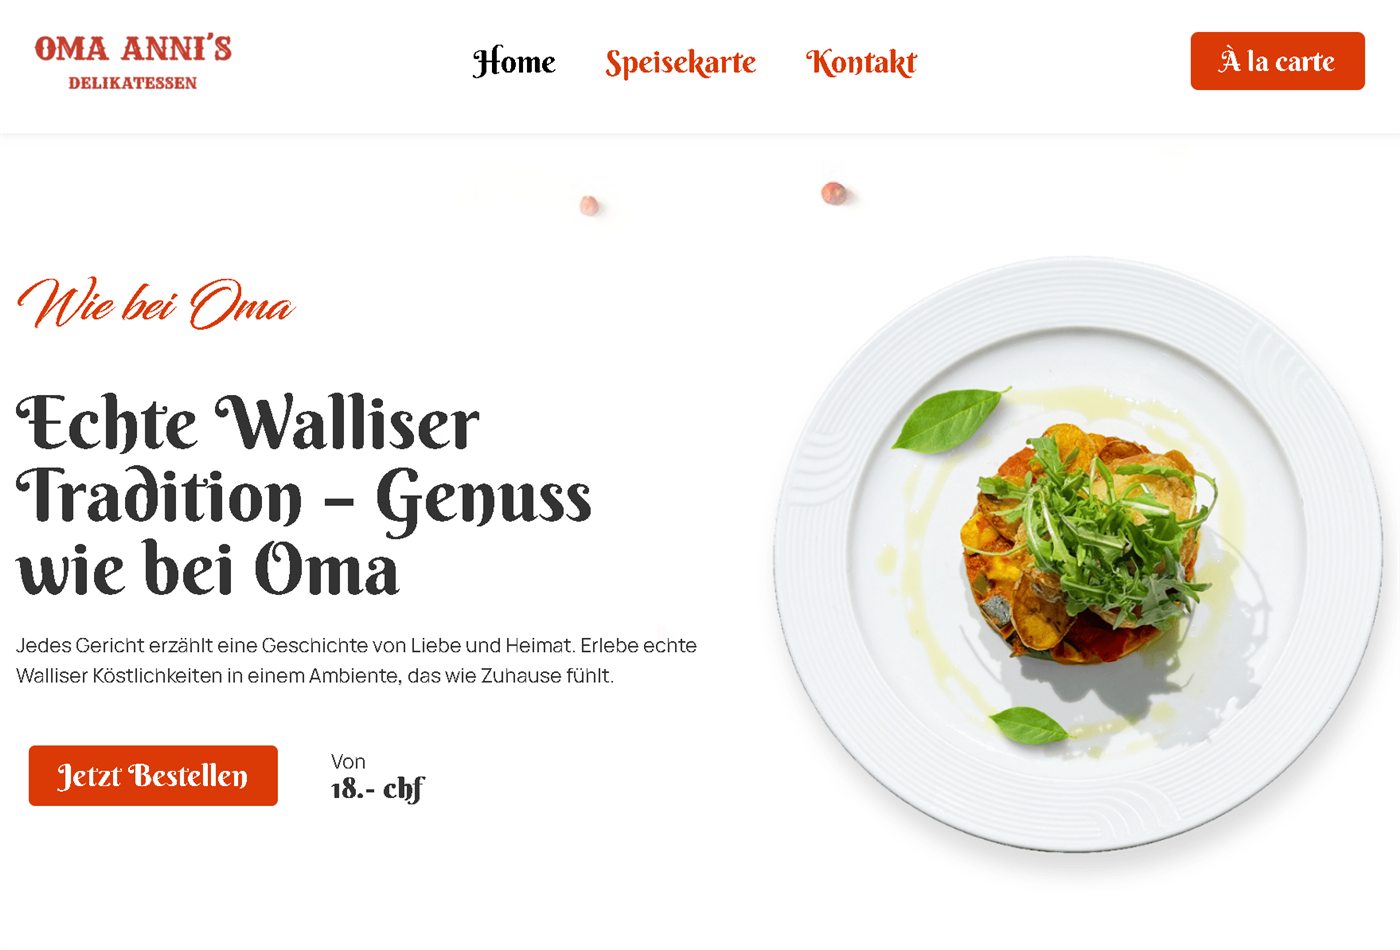 OMA ANNI'S
DELIKATESSEN
Home
Speisekarte
Kontakt
À la carte
Wie bei Oma
Echte Walliser
Tradition – Genuss
wie bei Oma
Jedes Gericht erzählt eine Geschichte von Liebe und Heimat. Erlebe echte
Walliser Köstlichkeiten in einem Ambiente, das wie Zuhause fühlt.
Jetzt Bestellen
Von
18.- chf